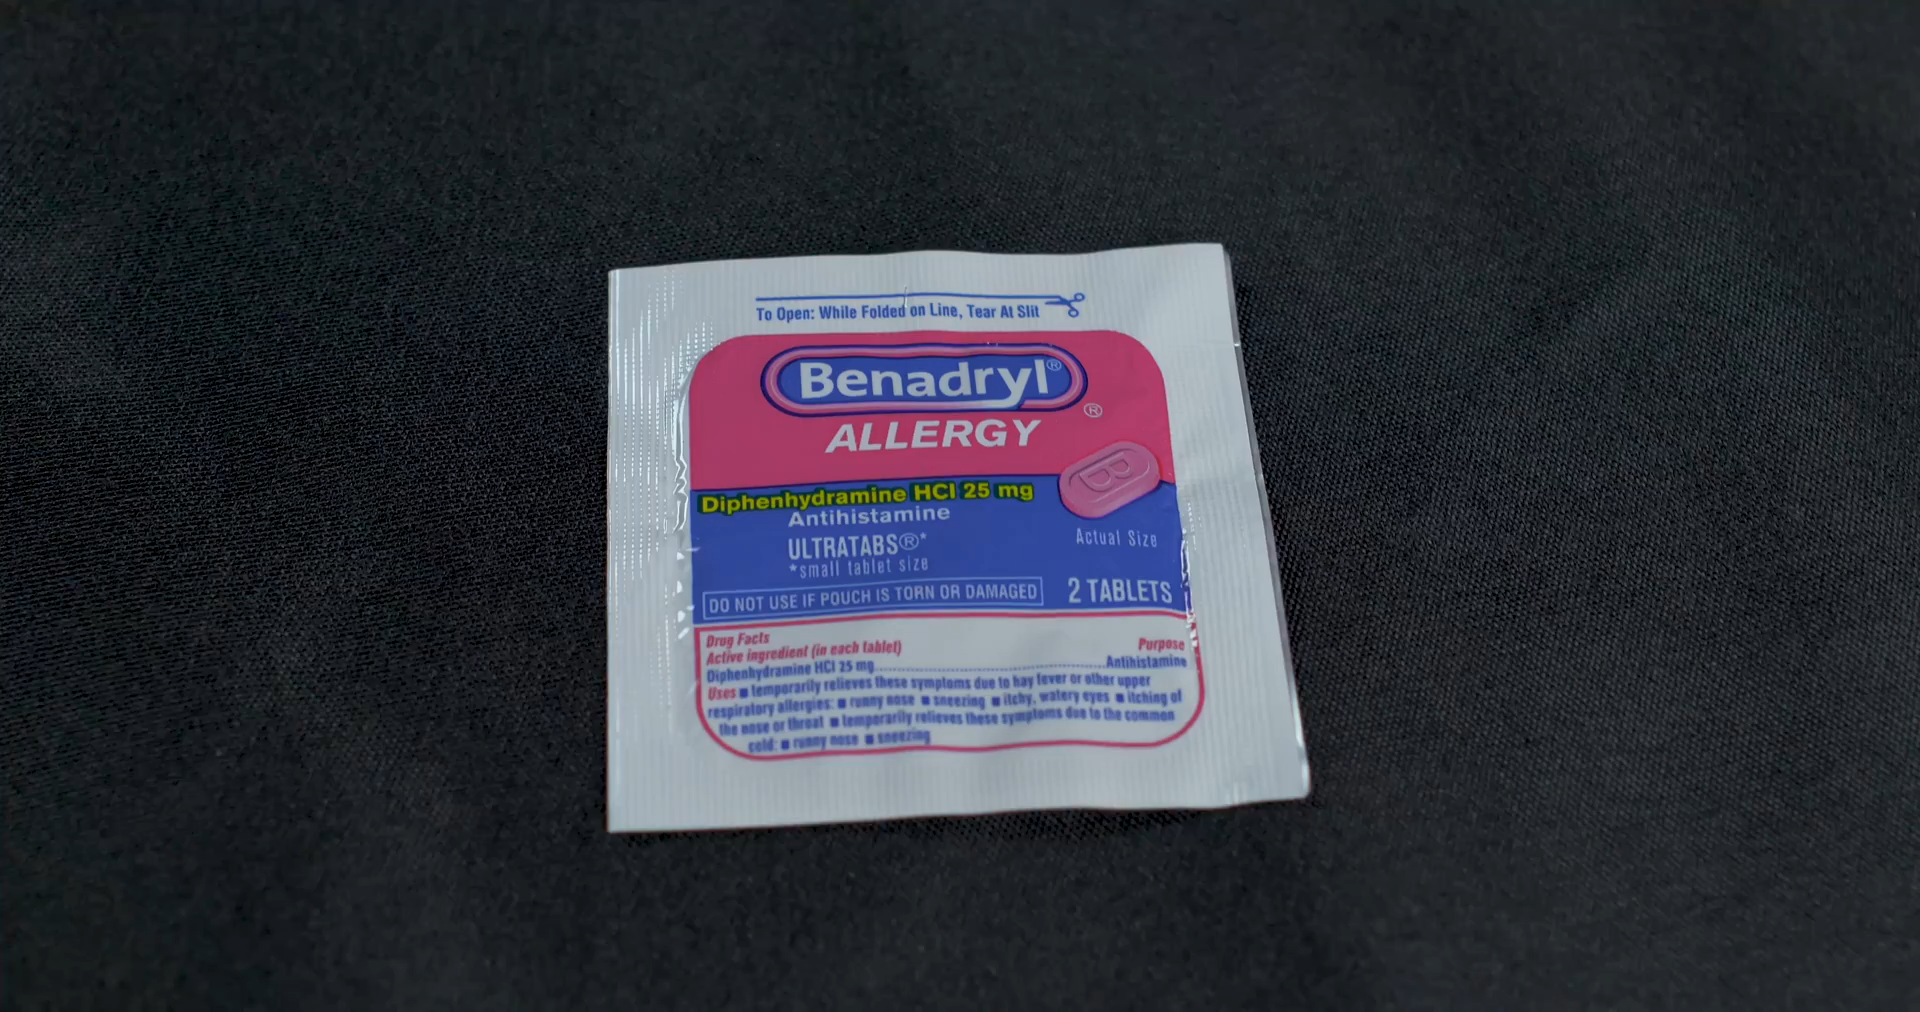 To Open: While Folded on Line, Tear At Slit
Benadryl®
®
ALLERGY
B
Diphenhydramine HCl 25 mg
Antihistamine
ULTRATABS®*
*small tablet size
Actual Size
DO NOT USE IF POUCH IS TORN OR DAMAGED
2 TABLETS
Drug Facts
Active ingredient (in each tablet) Purpose
Diphenhydramine HCl 25 mg Antihistamine
Uses ■ temporarily relieves these symptoms due to hay fever or other upper
respiratory allergies: ■ runny nose ■ sneezing ■ itchy, watery eyes ■ itching of
the nose or throat ■ temporarily relieves these symptoms due to the common
cold: ■ runny nose ■ sneezing